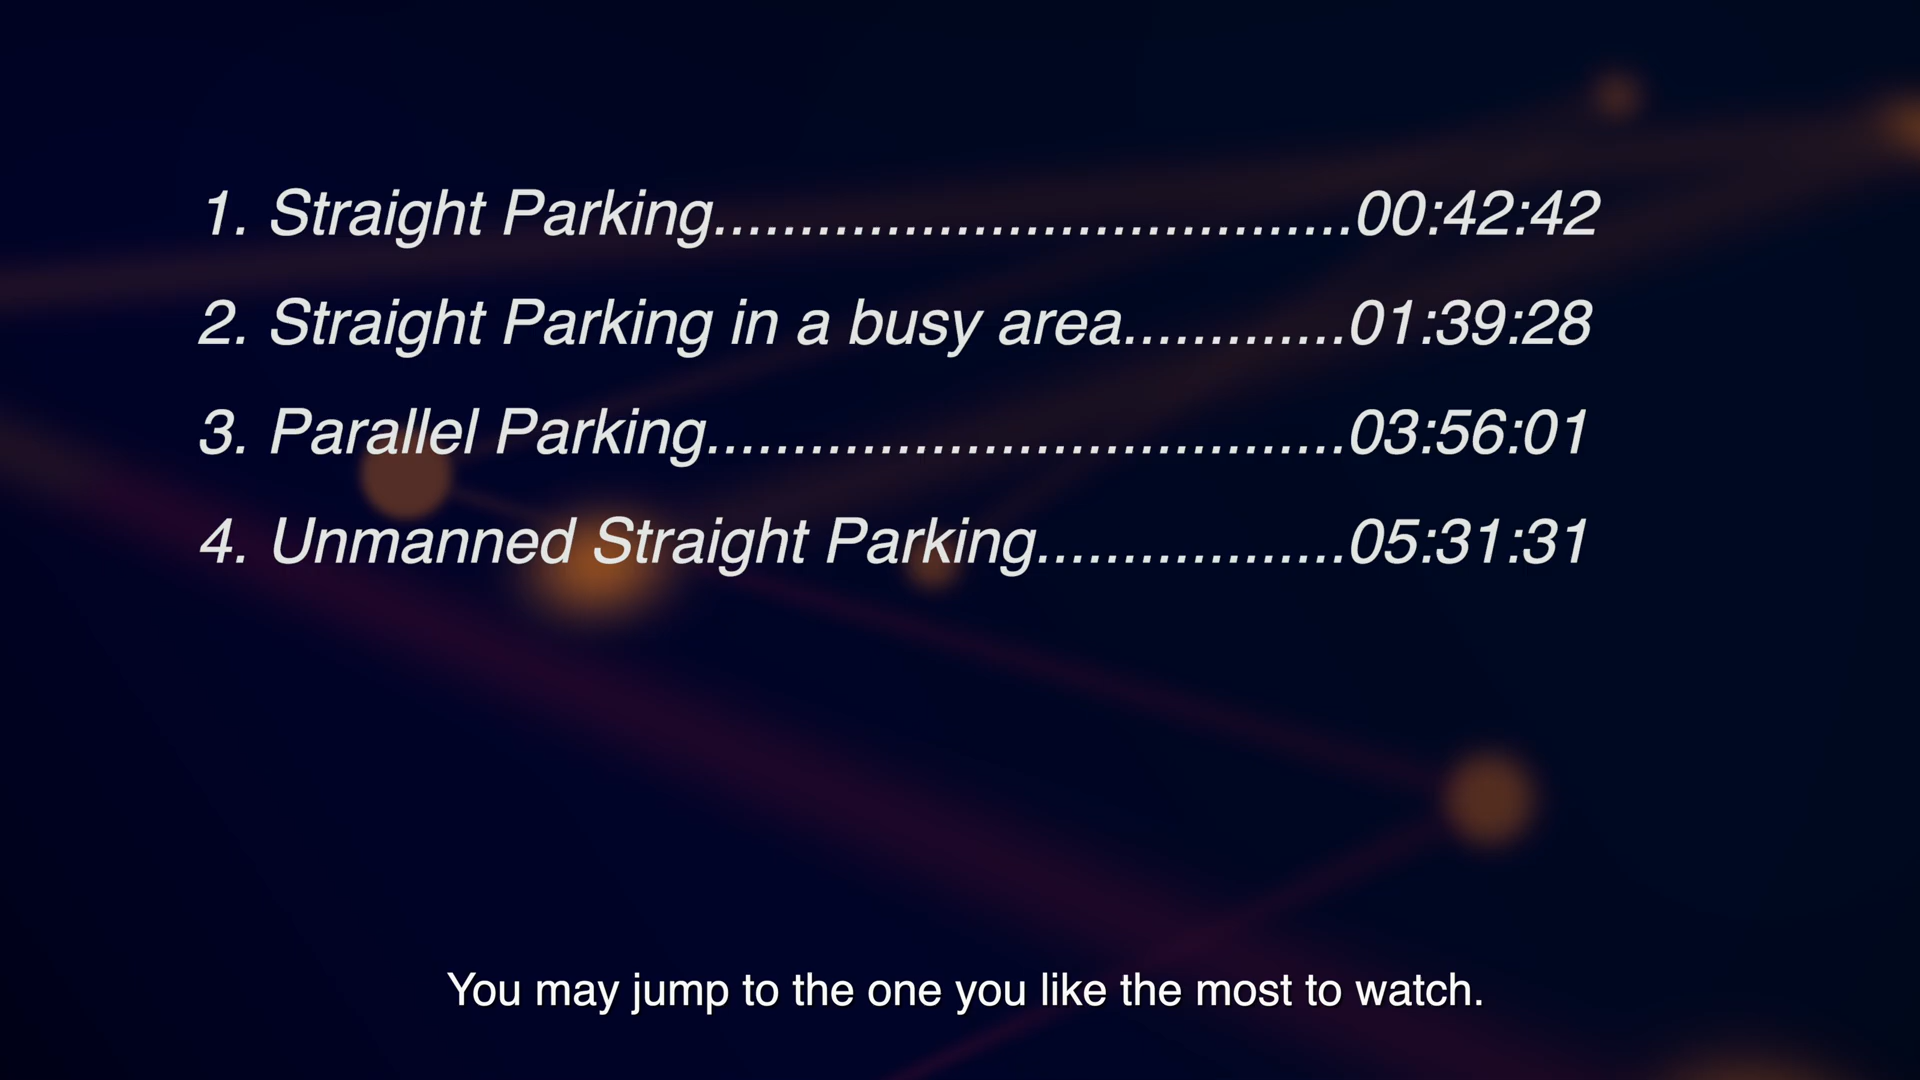 1. Straight Parking.....................................00:42:42
2. Straight Parking in a busy area.............01:39:28
3. Parallel Parking.....................................03:56:01
4. Unmanned Straight Parking..................05:31:31
You may jump to the one you like the most to watch.